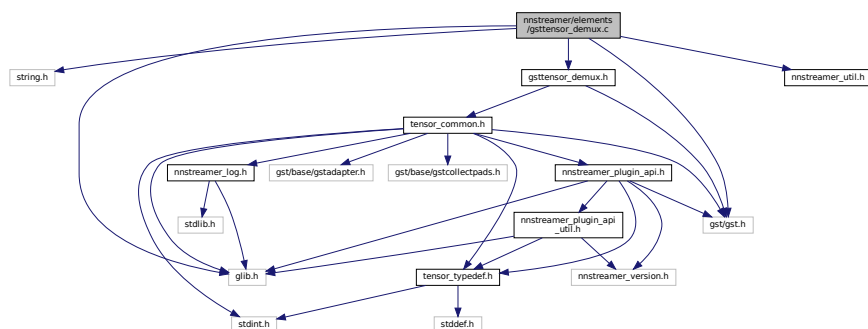 nnstreamer/elements
/gsttensor_demux.c
string.h
gsttensor_demux.h
nnstreamer_util.h
tensor_common.h
nnstreamer_log.h
gst/base/gstadapter.h
gst/base/gstcollectpads.h
nnstreamer_plugin_api.h
stdlib.h
nnstreamer_plugin_api
_util.h
gst/gst.h
glib.h
tensor_typedef.h
nnstreamer_version.h
stdint.h
stddef.h